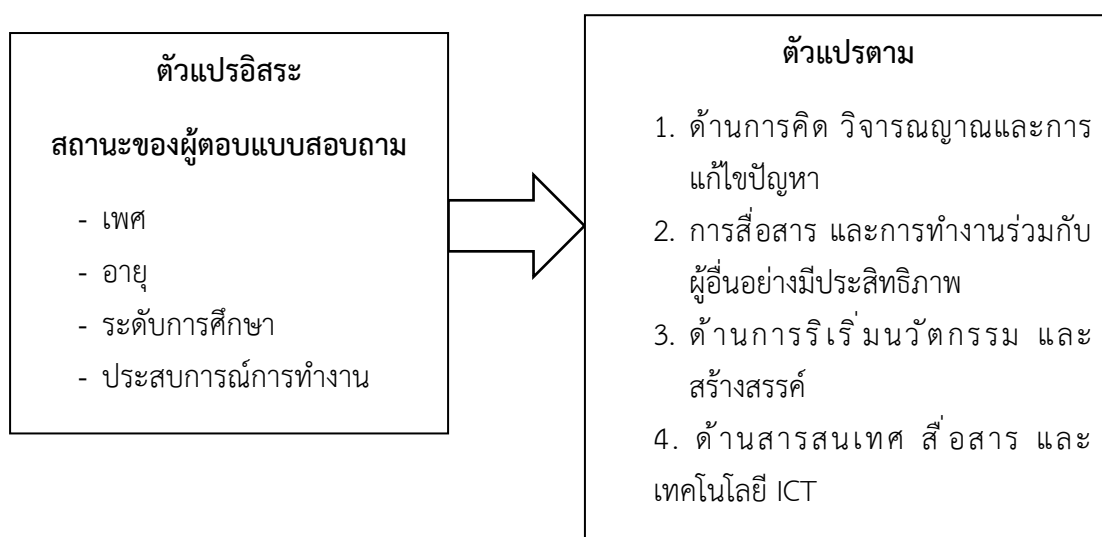 ตัวแปรอิสระ
สถานะของผู้ตอบแบบสอบถาม
- เพศ
- อายุ
- ระดับการศึกษา
- ประสบการณ์การทำงาน
ตัวแปรตาม
1. ด้านการคิด วิจารณญาณและการ
แก้ไขปัญหา
2. การสื่อสาร และการทำงานร่วมกับ
ผู้อื่นอย่างมีประสิทธิภาพ
3. ด้านการริเริ่มนวัตกรรม และ
สร้างสรรค์
4. ด้านสารสนเทศ สื่อสาร และ
เทคโนโลยี ICT